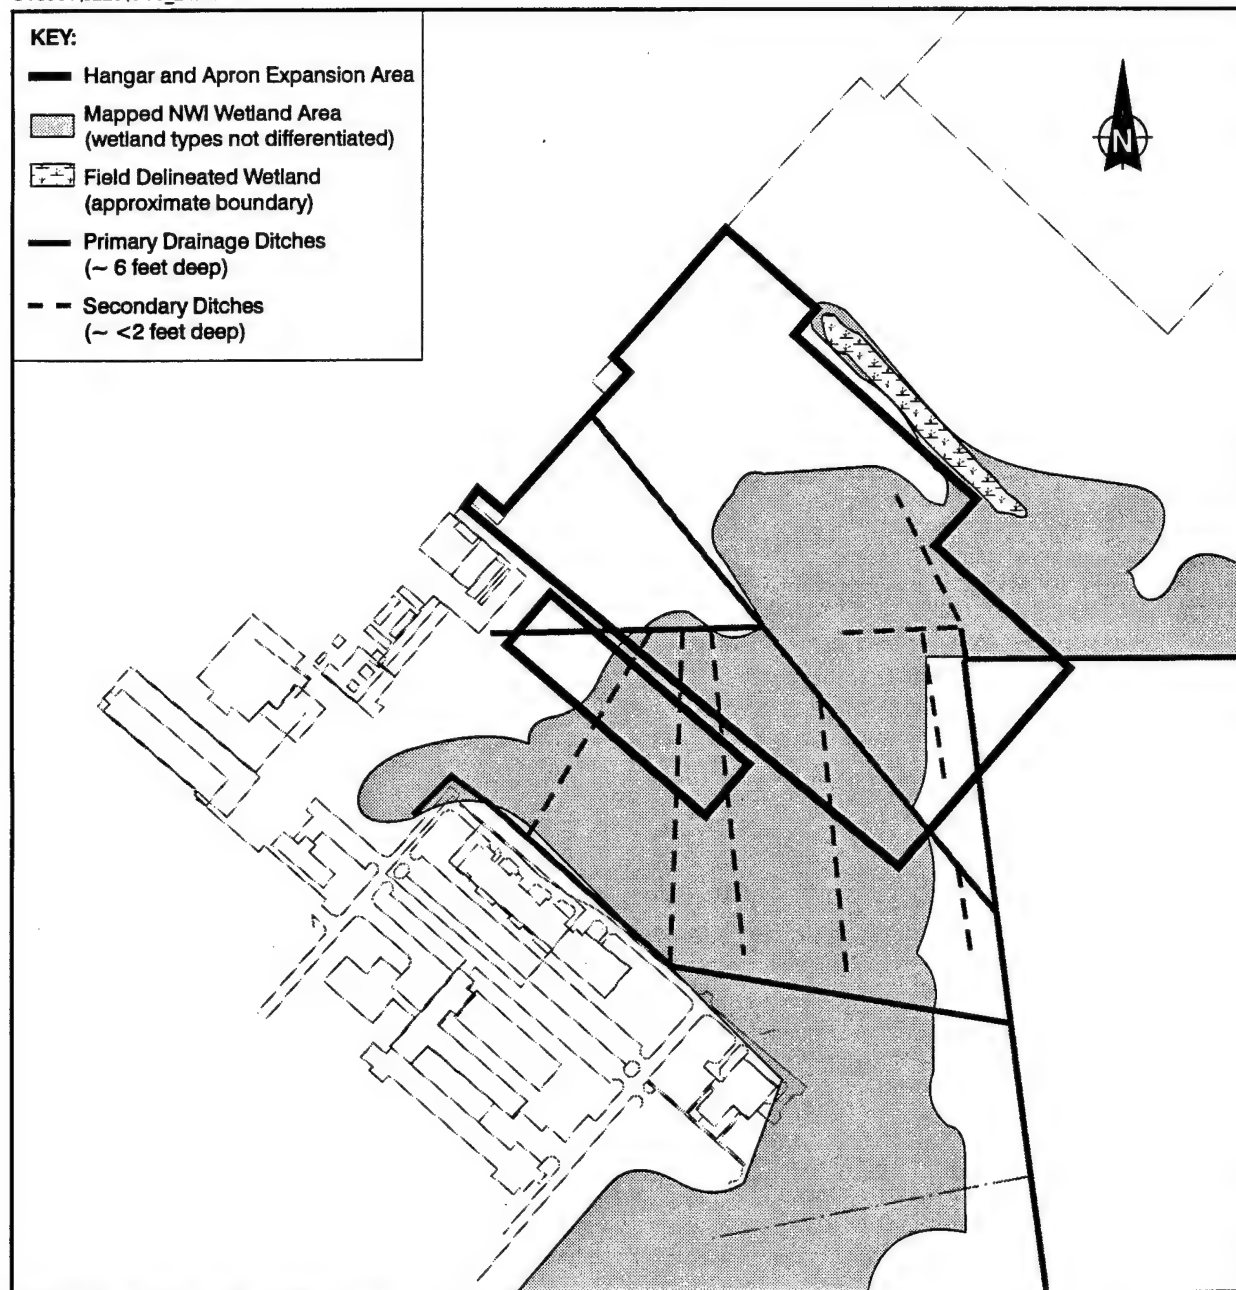 KEY:
Hangar and Apron Expansion Area
Mapped NWI Wetland Area
(wetland types not differentiated)
Field Delineated Wetland
(approximate boundary)
Primary Drainage Ditches
(~ 6 feet deep)
Secondary Ditches
(~ <2 feet deep)
N